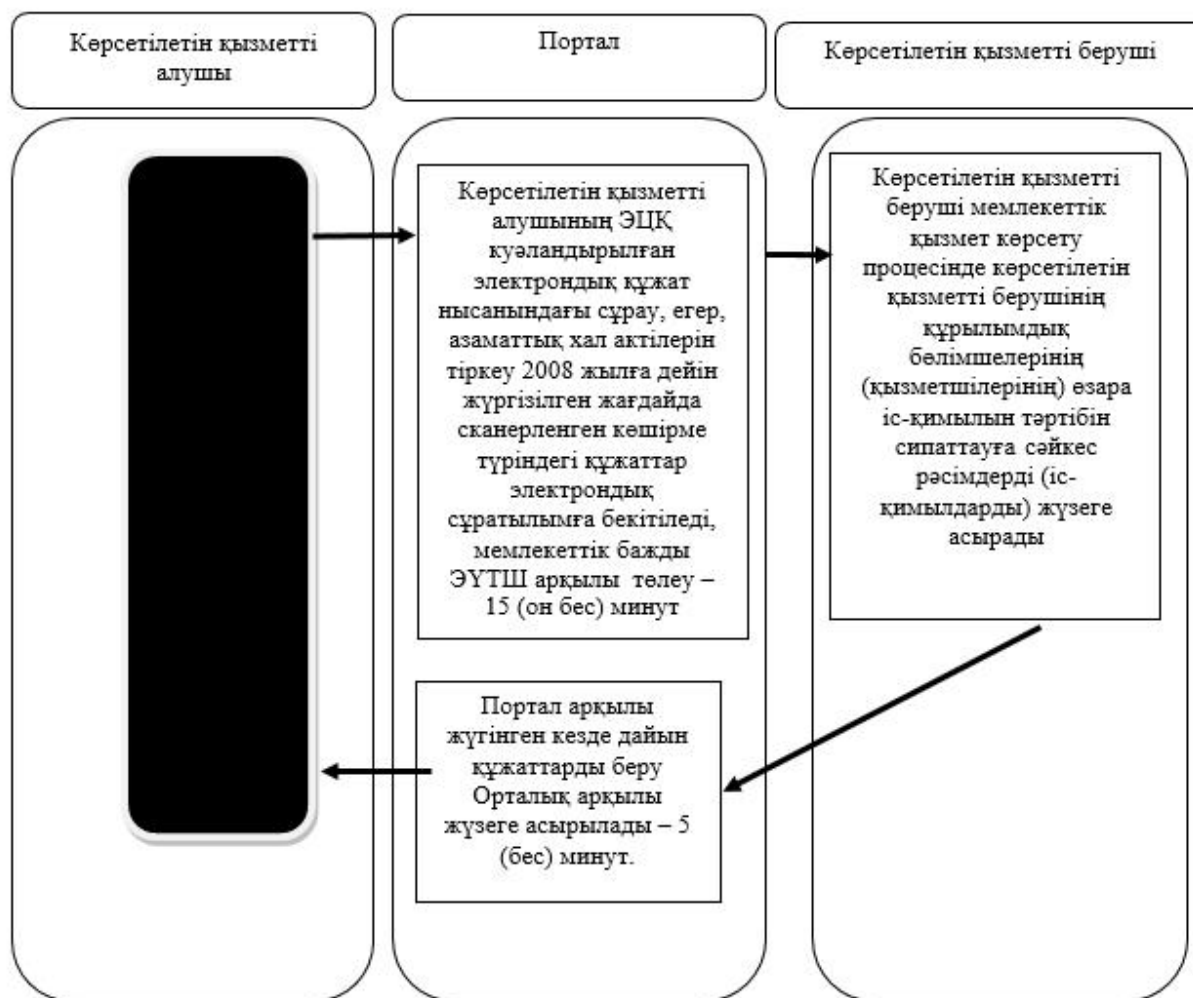 Көрсетілетін қызметті
алушы
Портал
Көрсетілетін қызметті беруші
Көрсетілетін қызметті
алушының ЭЦҚ
куәландырылған
электрондық құжат
нысанындағы сұрау, егер,
азаматтық хал актілерін
тіркеу 2008 жылға дейін
жүргізілген жағдайда
сканерленген көшірме
түріндегі құжаттар
электрондық
сұратылымға бекітіледі,
мемлекеттік бажды
ЭҮТШ арқылы төлеу –
15 (он бес) минут
Көрсетілетін қызметті
беруші мемлекеттік
қызмет көрсету
процесінде көрсетілетін
қызметті берушінің
құрылымдық
бөлімшелерінің
(қызметшілерінің) өзара
іс-қимылын тәртібін
сипаттауға сәйкес
рәсімдерді (іс-
қимылдарды) жүзеге
асырады
Портал арқылы
жүгінген кезде дайын
құжаттарды беру
Орталық арқылы
жүзеге асырылады – 5
(бес) минут.